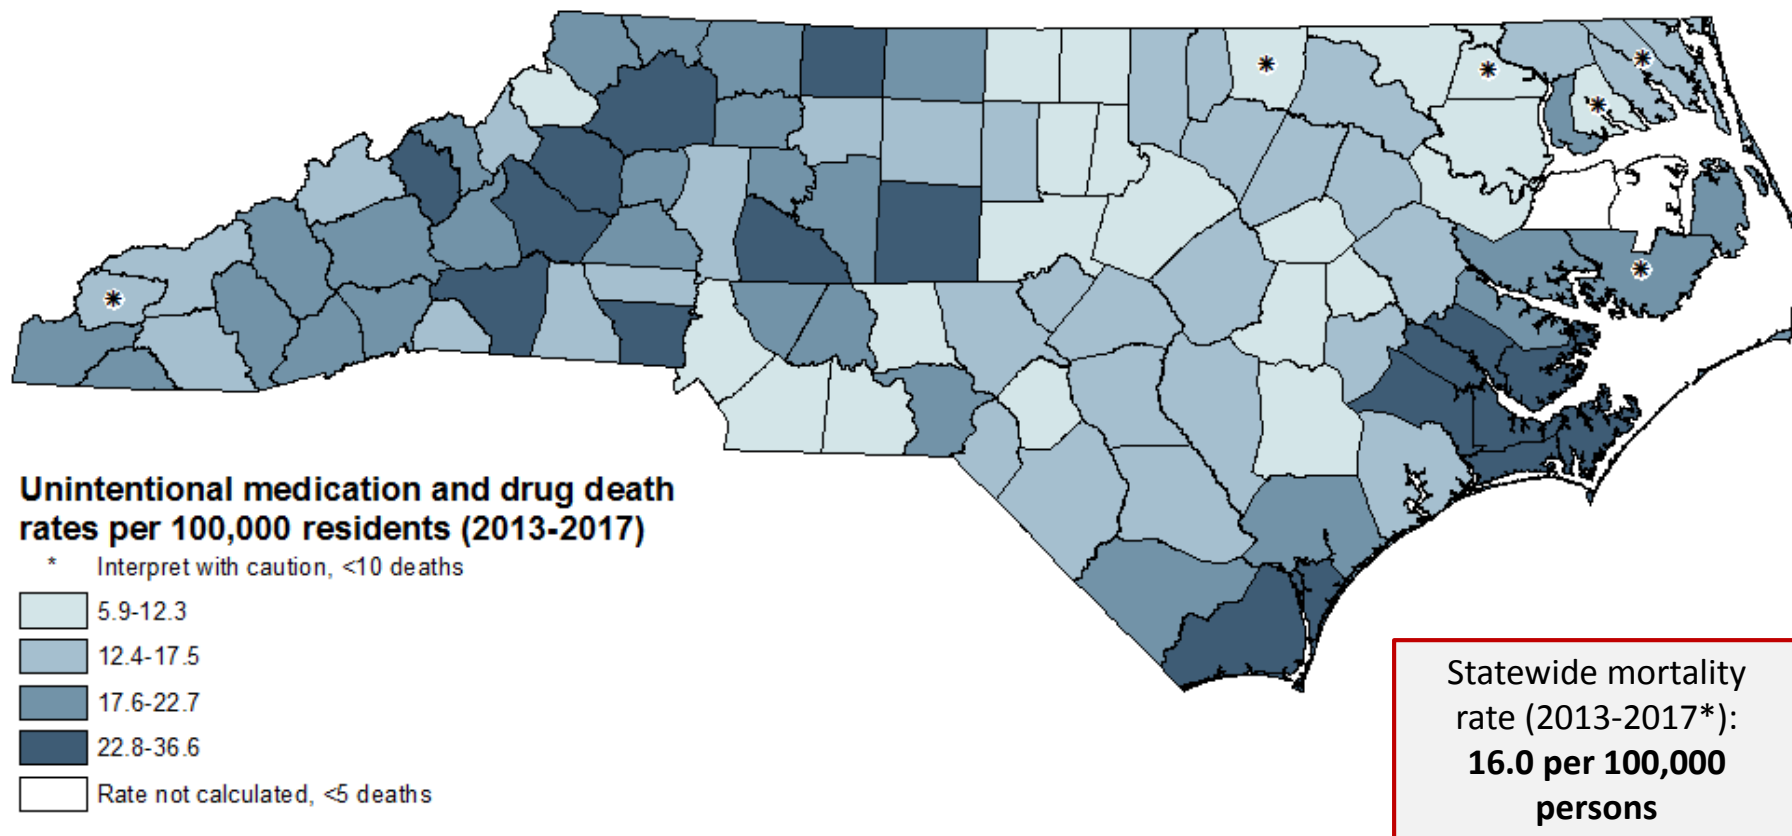 Unintentional medication and drug death
rates per 100,000 residents (2013-2017)
* Interpret with caution, <10 deaths
5.9-12.3
12.4-17.5
17.6-22.7
22.8-36.6
Rate not calculated, <5 deaths
Statewide mortality
rate (2013-2017*):
16.0 per 100,000
persons